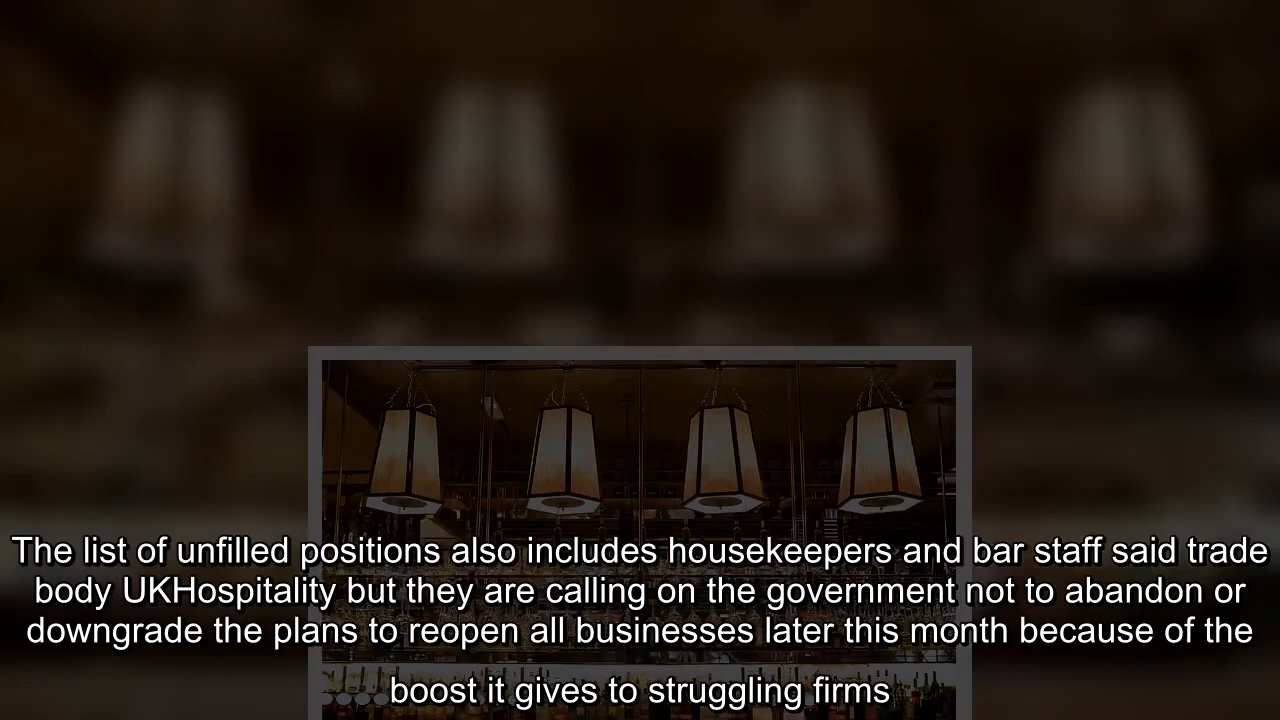 The list of unfilled positions also includes housekeepers and bar staff said trade
body UKHospitality but they are calling on the government not to abandon or
downgrade the plans to reopen all businesses later this month because of the
boost it gives to struggling firms